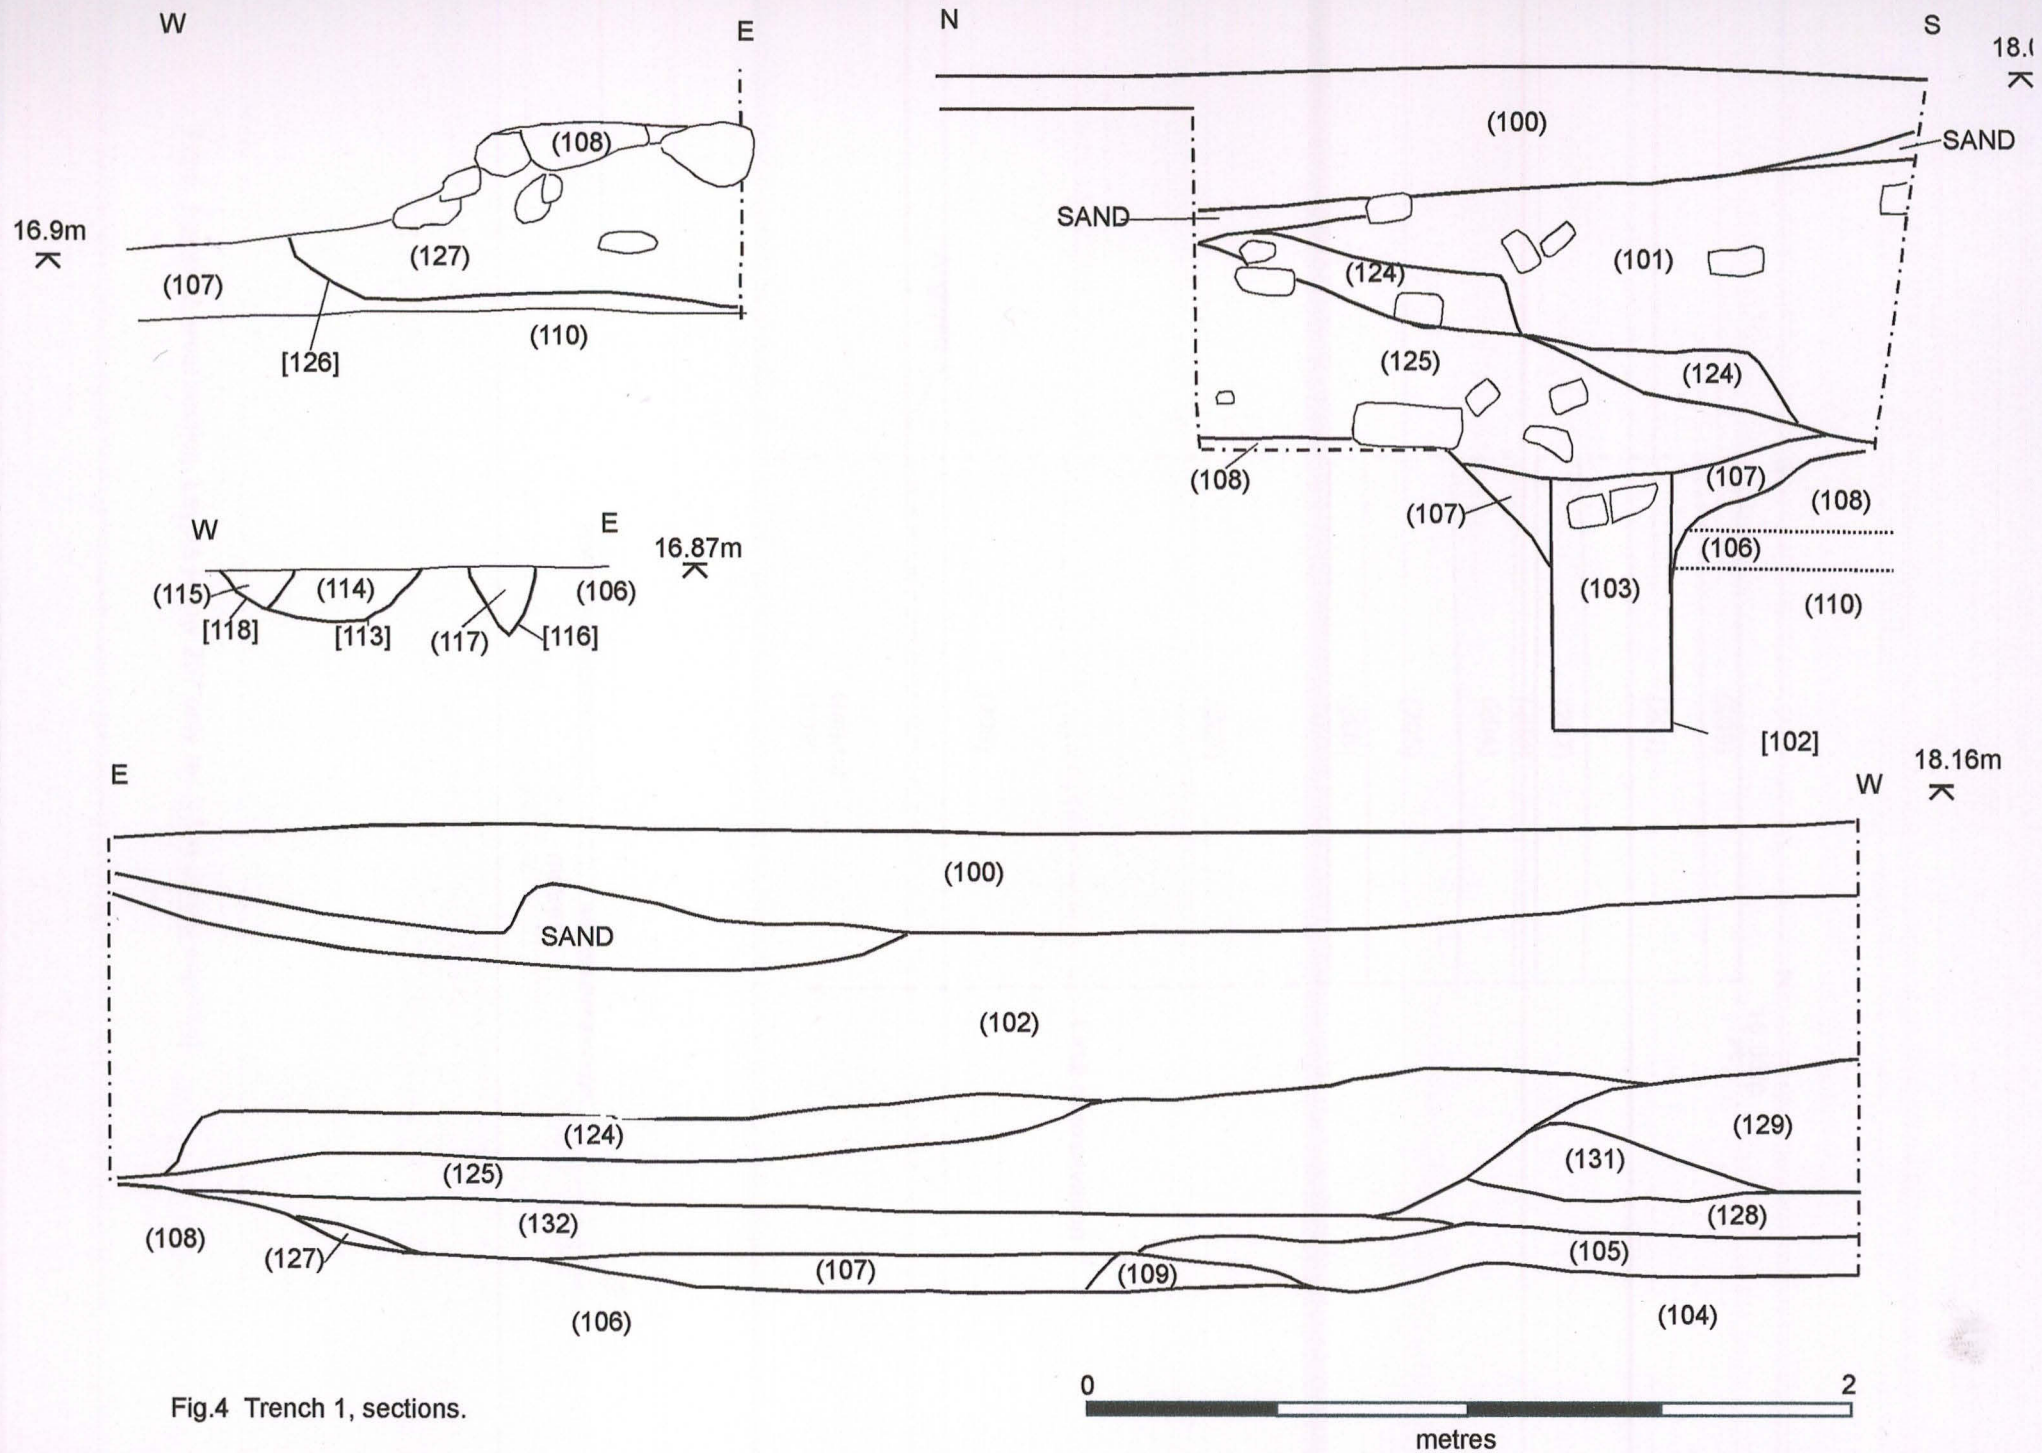 W
E
16.9m
(108)
(127)
(107)
[126]
(110)
N
S
18.(
(100)
SAND
SAND
(101)
(124)
(125)
(124)
(108)
(107)
(107)
(108)
(106)
(103)
(110)
[102]
W
E
16.87m
(115)
(114)
(106)
[118]
[113]
(117)
[116]
E
W
18.16m
(100)
SAND
(102)
(124)
(129)
(125)
(131)
(132)
(128)
(108)
(127)
(105)
(107)
(109)
(106)
(104)
Fig.4 Trench 1, sections.
0 2
metres